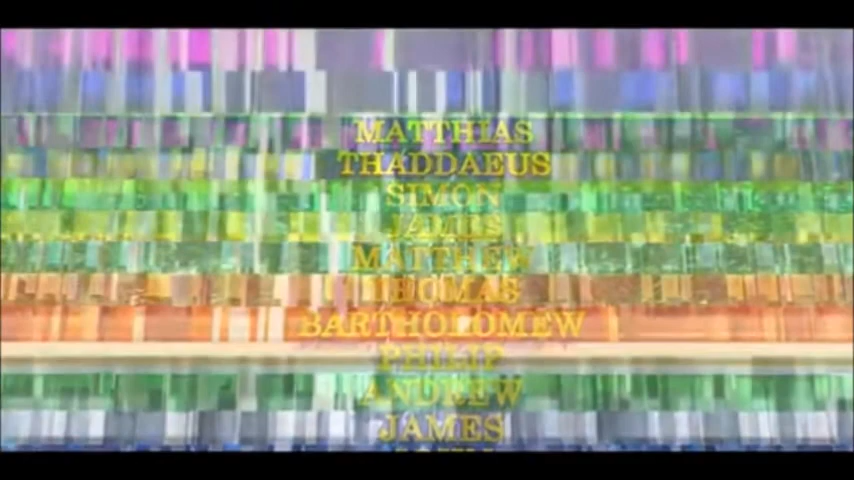 MATTHIAS
THADDAEUS
SIMON
JAMES
MATTHEW
THOMAS
BARTHOLOMEW
PHILIP
ANDREW
JAMES